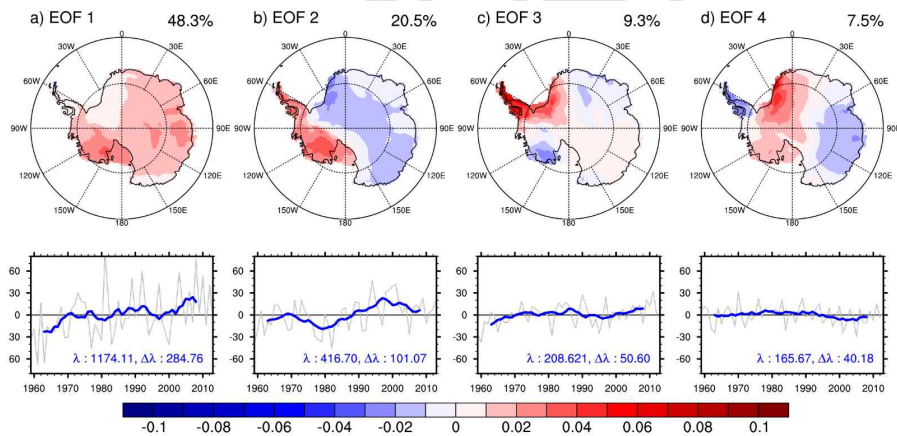 a) EOF 1 48.3%
b) EOF 2 20.5%
c) EOF 3 9.3%
d) EOF 4 7.5%
0
30W 30E
60W 60E
90W 90E
120W 120E
150W 150E
180
0
30W 30E
60W 60E
90W 90E
120W 120E
150W 150E
180
0
30W 30E
60W 60E
90W 90E
120W 120E
150W 150E
180
0
30W 30E
60W 60E
90W 90E
120W 120E
150W 150E
180
60
30
0
-30
-60
λ : 1174.11, Δλ : 284.76
1960 1970 1980 1990 2000 2010
60
30
0
-30
-60
λ : 416.70, Δλ : 101.07
1960 1970 1980 1990 2000 2010
60
30
0
-30
-60
λ : 208.621, Δλ : 50.60
1960 1970 1980 1990 2000 2010
60
30
0
-30
-60
λ : 165.67, Δλ : 40.18
1960 1970 1980 1990 2000 2010
-0.1 -0.08 -0.06 -0.04 -0.02 0 0.02 0.04 0.06 0.08 0.1